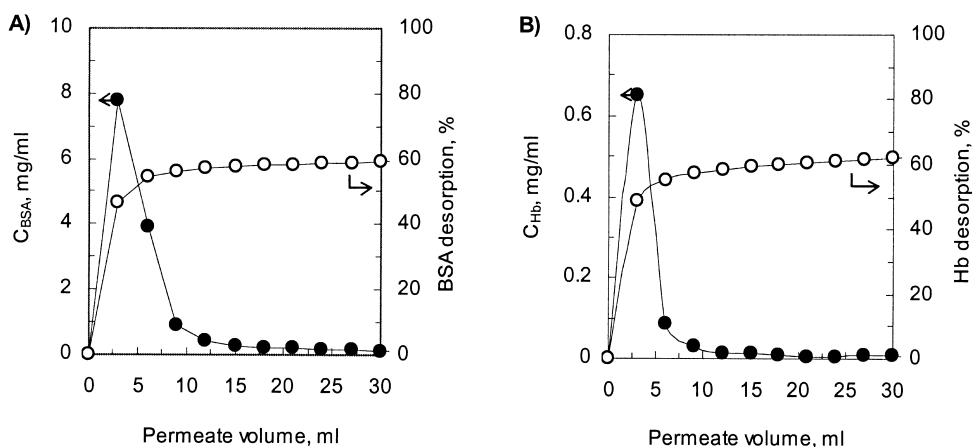 A)
10
8
6
4
2
0
C_BSA, mg/ml
100
80
60
40
20
0
BSA desorption, %
0 5 10 15 20 25 30
Permeate volume, ml
B)
0.8
0.6
0.4
0.2
0
C_Hb, mg/ml
100
80
60
40
20
0
Hb desorption, %
0 5 10 15 20 25 30
Permeate volume, ml